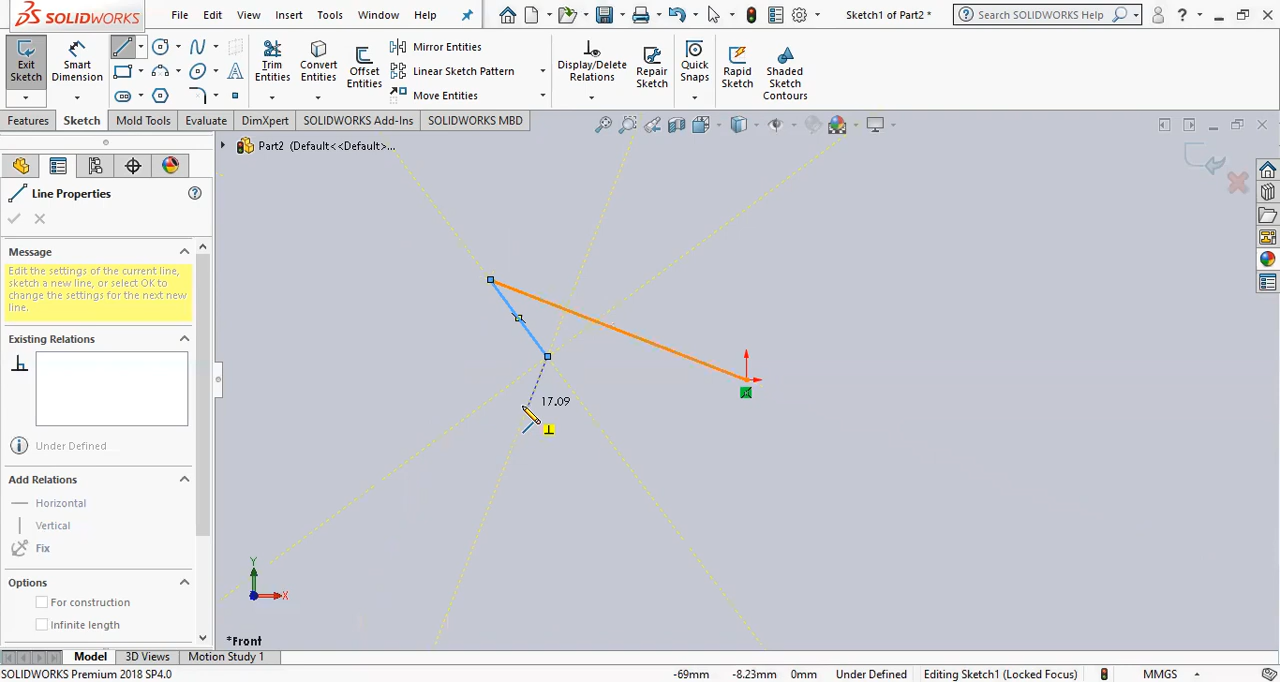 SOLIDWORKS
File Edit View Insert Tools Window Help
Sketch1 of Part2 *
Search SOLIDWORKS Help
Exit Sketch
Smart Dimension
Trim Entities
Convert Entities
Offset Entities
Mirror Entities
Linear Sketch Pattern
Move Entities
Display/Delete Relations
Repair Sketch
Quick Snaps
Rapid Sketch
Shaded Sketch Contours
Features Sketch Mold Tools Evaluate DimXpert SOLIDWORKS Add-Ins SOLIDWORKS MBD
Part2 (Default<<Default>...
Line Properties
Message
Edit the settings of the current line,
sketch a new line, or select OK to
change the settings for the next new
line.
Existing Relations
Under Defined
Add Relations
Horizontal
Vertical
Fix
Options
For construction
Infinite length
17.09
Y
X
*Front
Model 3D Views Motion Study 1
SOLIDWORKS Premium 2018 SP4.0 -69mm -8.23mm 0mm Under Defined Editing Sketch1 (Locked Focus) MMGS